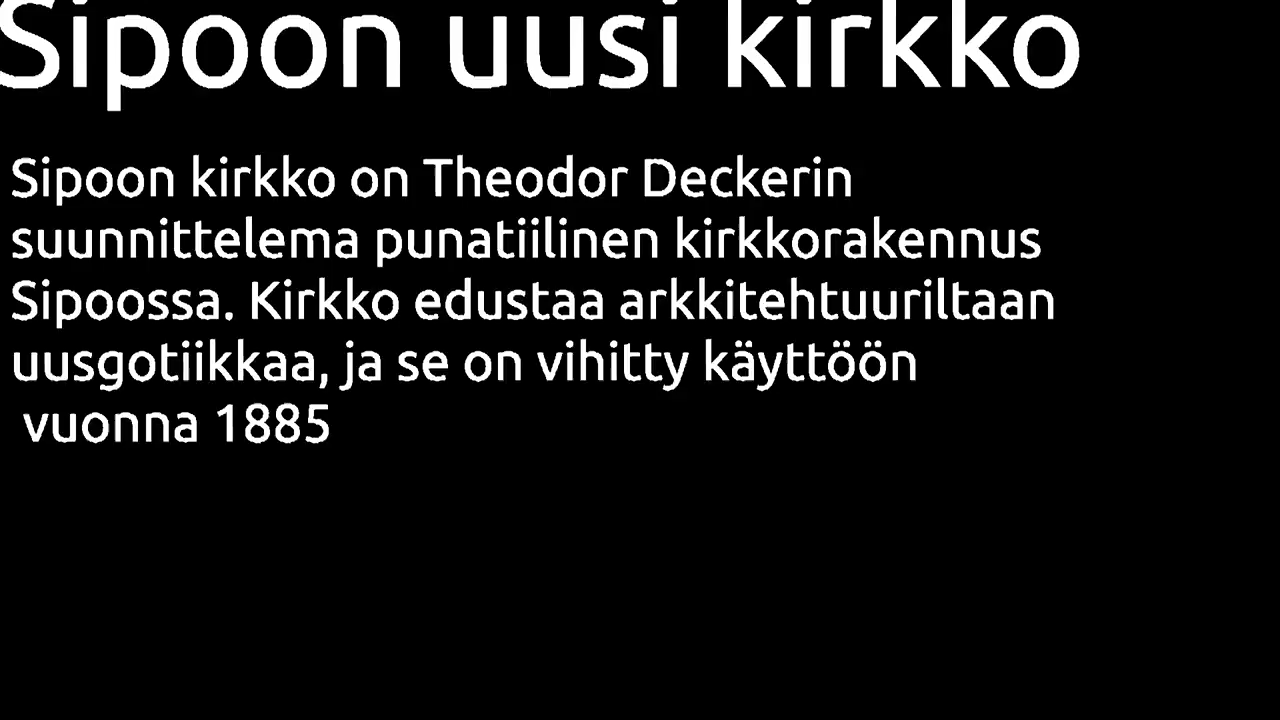 Sipoon uusi kirkko
Sipoon kirkko on Theodor Deckerin
suunnittelema punatiilinen kirkkorakennus
Sipoossa. Kirkko edustaa arkkitehtuuriltaan
uusgotiikkaa, ja se on vihitty käyttöön
vuonna 1885